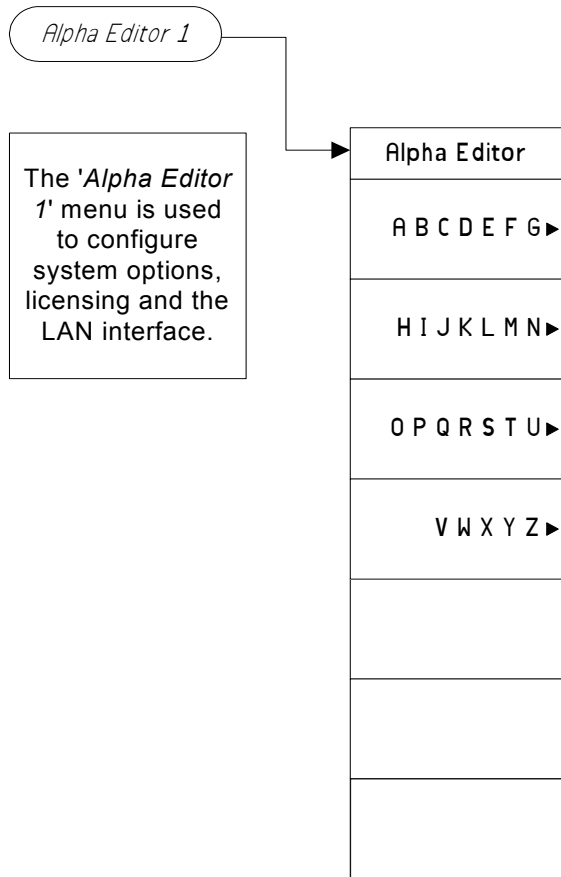 Alpha Editor 1
The 'Alpha Editor
1' menu is used
to configure
system options,
licensing and the
LAN interface.
Alpha Editor
A B C D E F G▶
H I J K L M N▶
O P Q R S T U▶
V W X Y Z▶